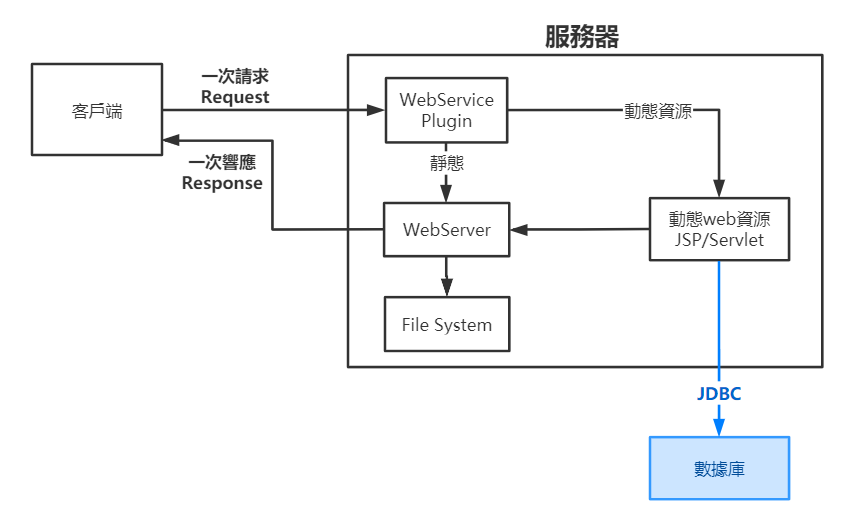 服務器
一次請求
Request
客戶端
WebService
Plugin
動態資源
一次響應
Response
靜態
WebServer
動態web資源
JSP/Servlet
File System
JDBC
數據庫